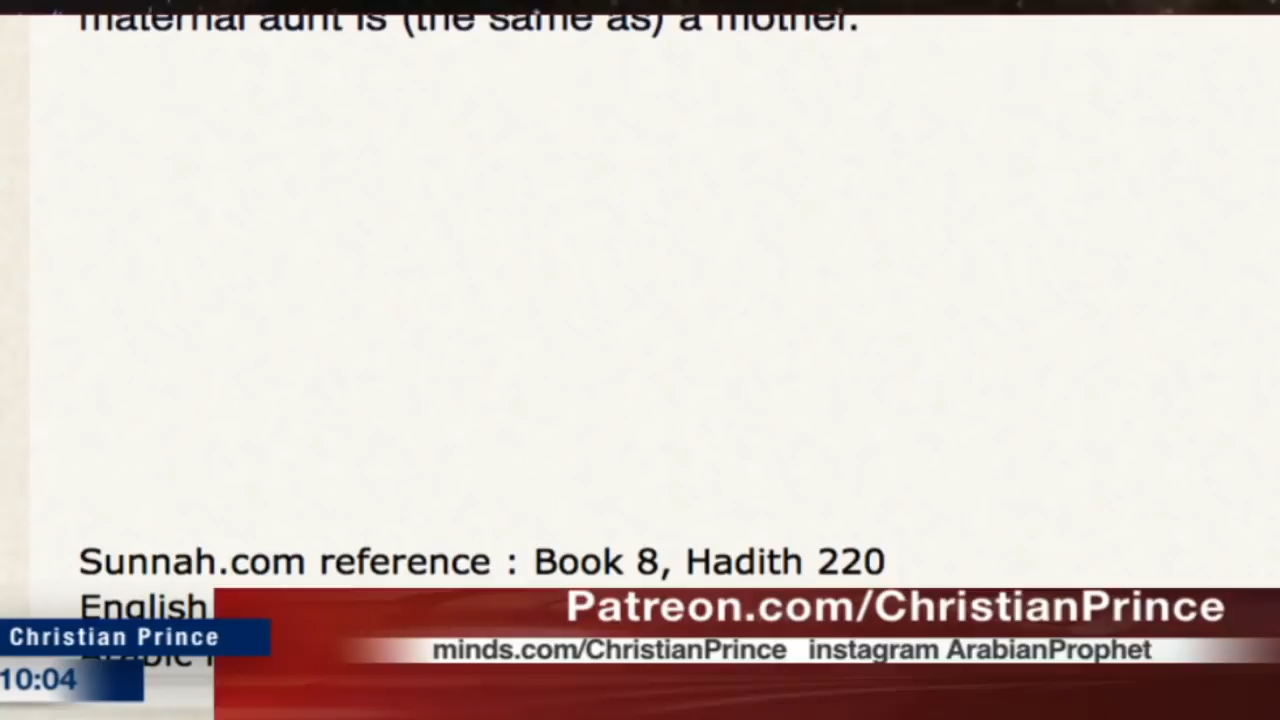 maternal aunt is (the same as) a mother.
Sunnah.com reference : Book 8, Hadith 220
English
Patreon.com/ChristianPrince
Christian Prince
minds.com/ChristianPrince instagram ArabianProphet
10:04